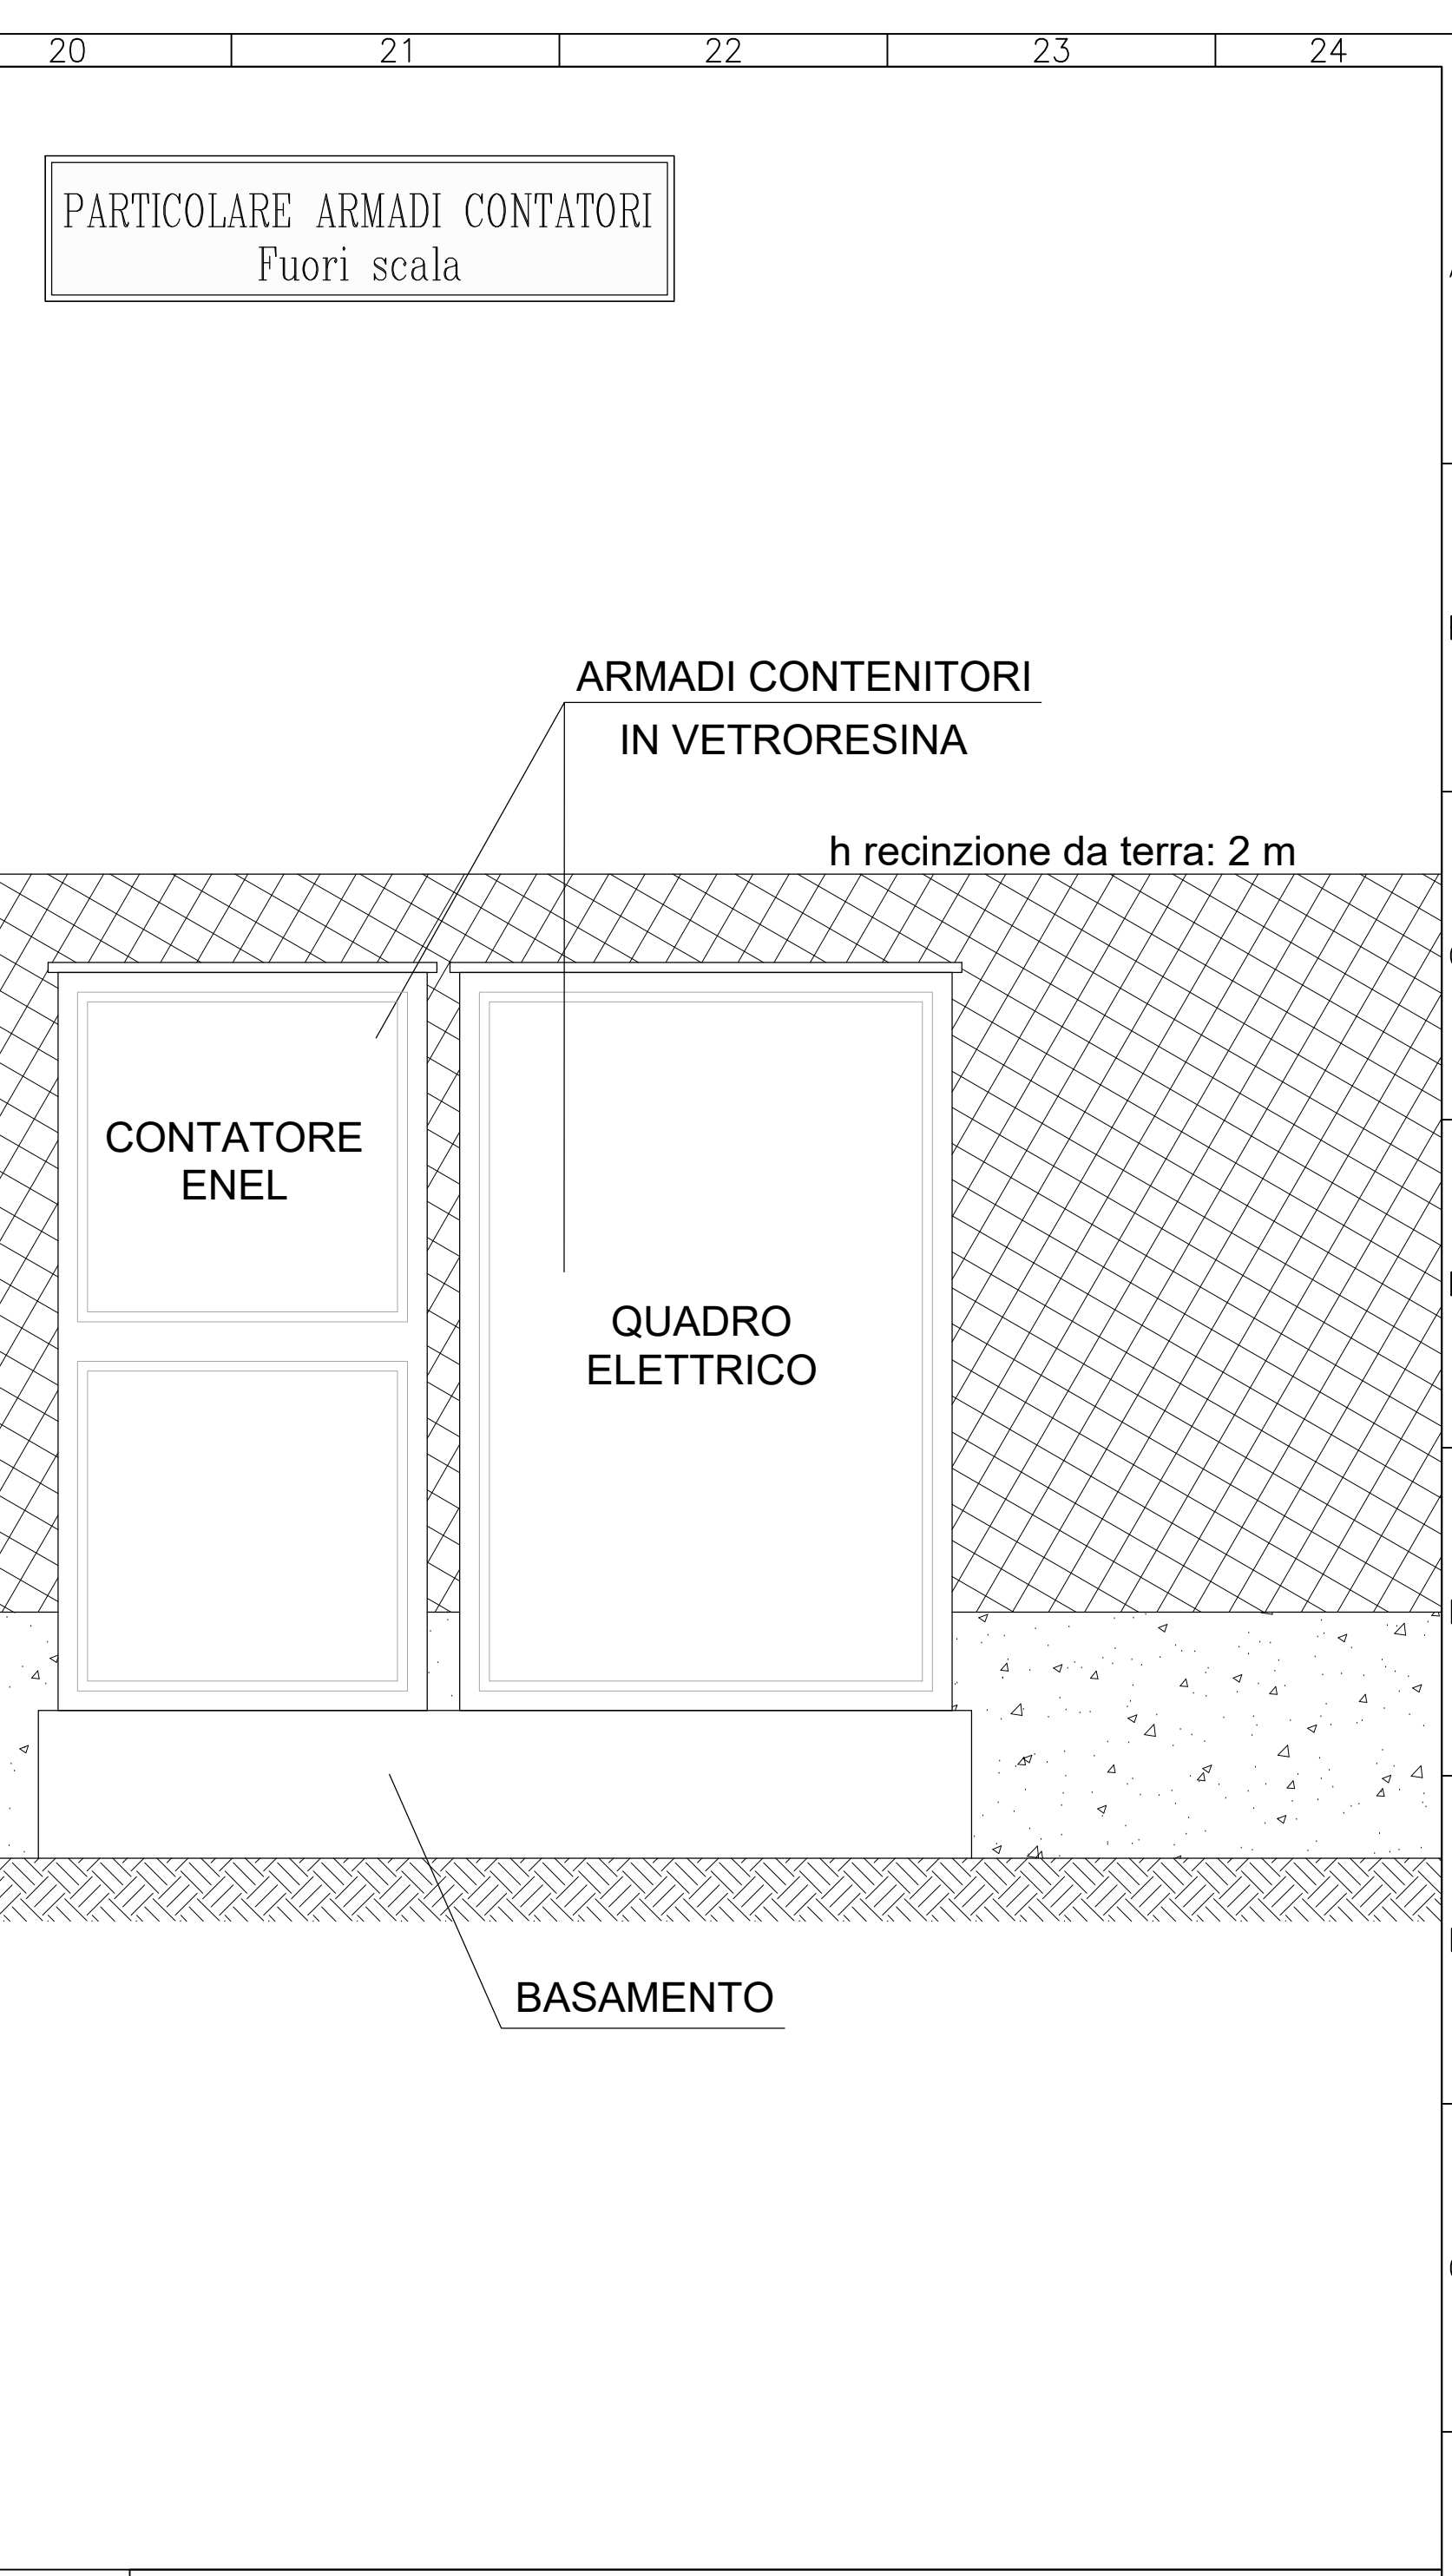 20 21 22 23 24
PARTICOLARE ARMADI CONTATORI
Fuori scala
ARMADI CONTENITORI
IN VETRORESINA
h recinzione da terra: 2 m
CONTATORE
ENEL
QUADRO
ELETTRICO
BASAMENTO